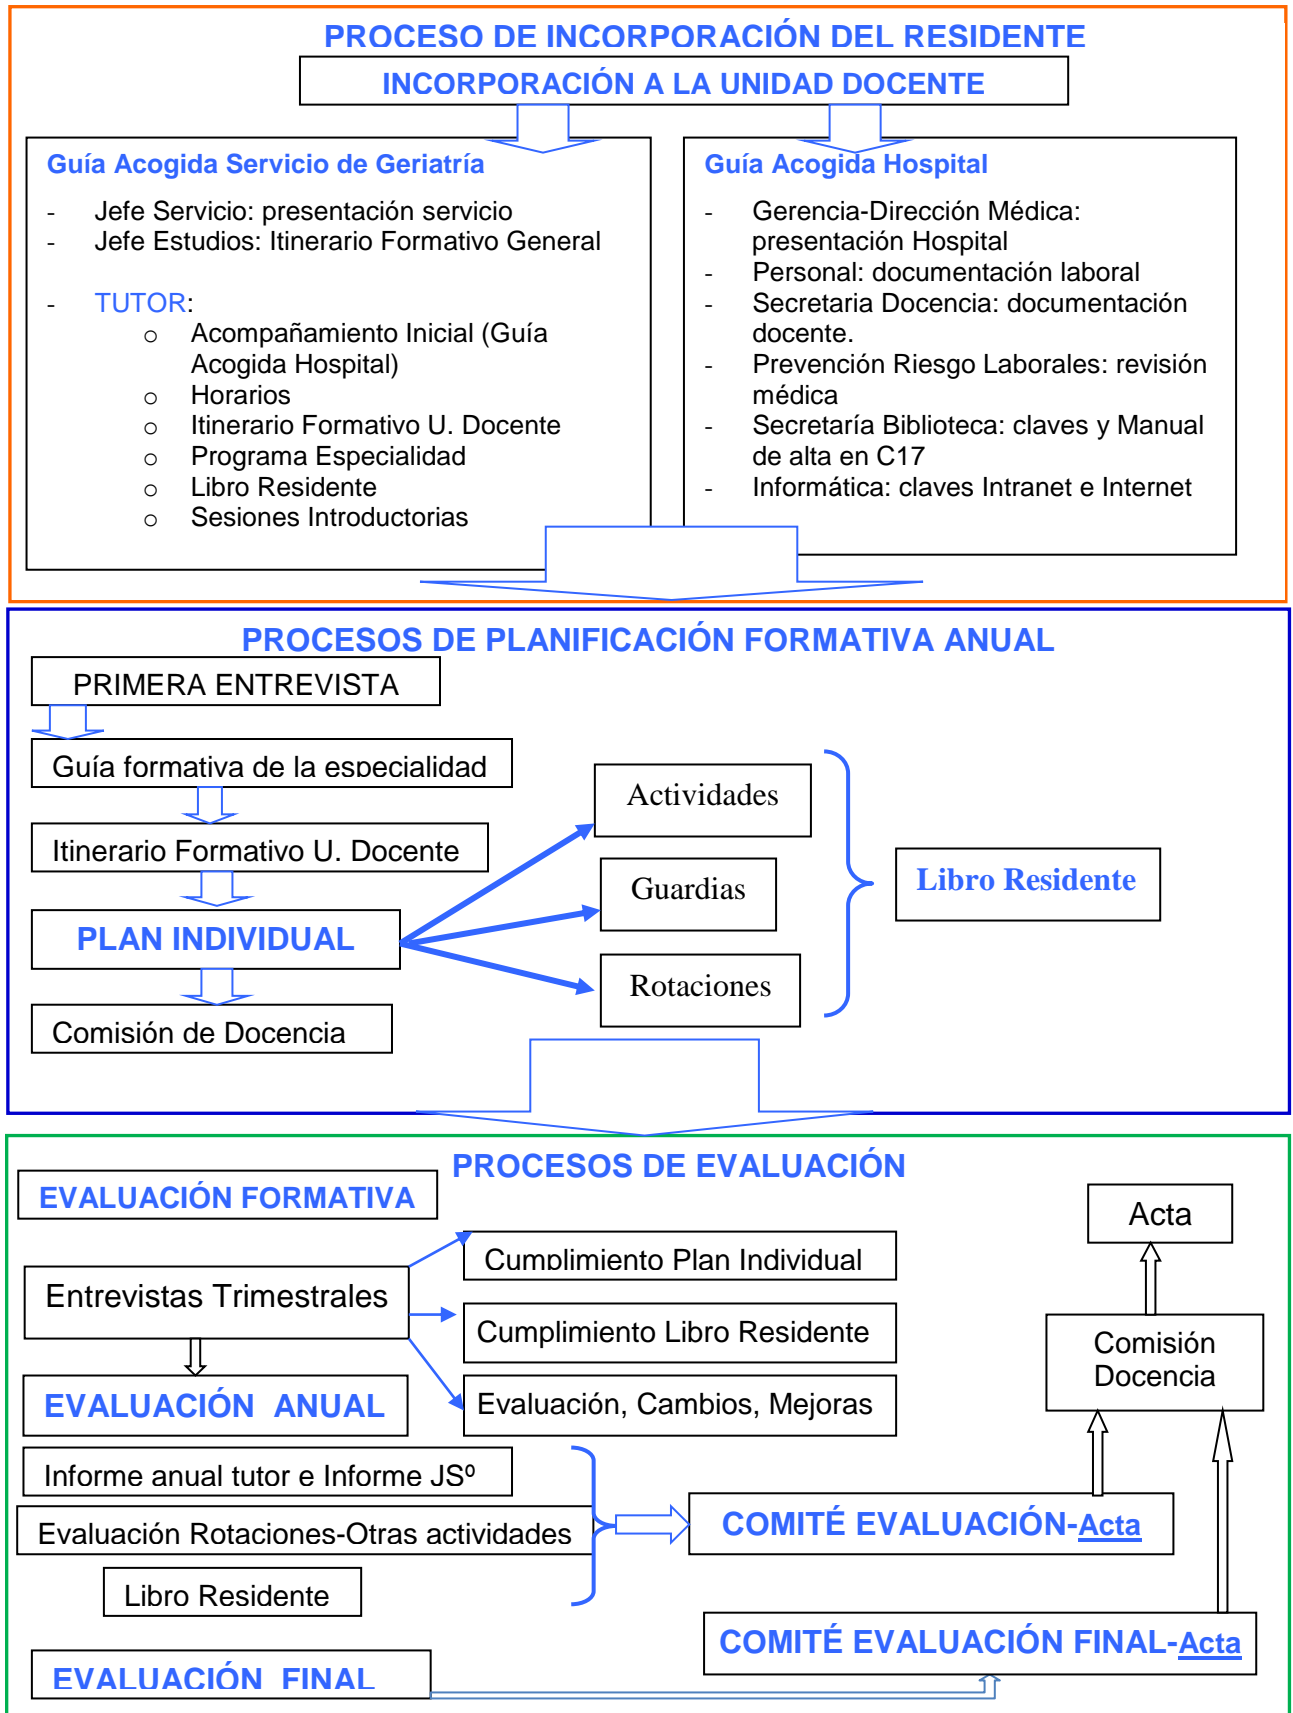 PROCESO DE INCORPORACIÓN DEL RESIDENTE
INCORPORACIÓN A LA UNIDAD DOCENTE
Guía Acogida Servicio de Geriatría
- Jefe Servicio: presentación servicio
- Jefe Estudios: Itinerario Formativo General
- TUTOR:
o Acompañamiento Inicial (Guía
Acogida Hospital)
o Horarios
o Itinerario Formativo U. Docente
o Programa Especialidad
o Libro Residente
o Sesiones Introductorias
Guía Acogida Hospital
- Gerencia-Dirección Médica:
presentación Hospital
- Personal: documentación laboral
- Secretaria Docencia: documentación
docente.
- Prevención Riesgo Laborales: revisión
médica
- Secretaría Biblioteca: claves y Manual
de alta en C17
- Informática: claves Intranet e Internet
PROCESOS DE PLANIFICACIÓN FORMATIVA ANUAL
PRIMERA ENTREVISTA
Guía formativa de la especialidad
Itinerario Formativo U. Docente
PLAN INDIVIDUAL
Comisión de Docencia
Actividades
Guardias
Rotaciones
Libro Residente
PROCESOS DE EVALUACIÓN
EVALUACIÓN FORMATIVA
Entrevistas Trimestrales
Cumplimiento Plan Individual
Cumplimiento Libro Residente
Evaluación, Cambios, Mejoras
EVALUACIÓN ANUAL
Informe anual tutor e Informe JSº
Evaluación Rotaciones-Otras actividades
Libro Residente
COMITÉ EVALUACIÓN-Acta
Acta
Comisión
Docencia
COMITÉ EVALUACIÓN FINAL-Acta
EVALUACIÓN FINAL